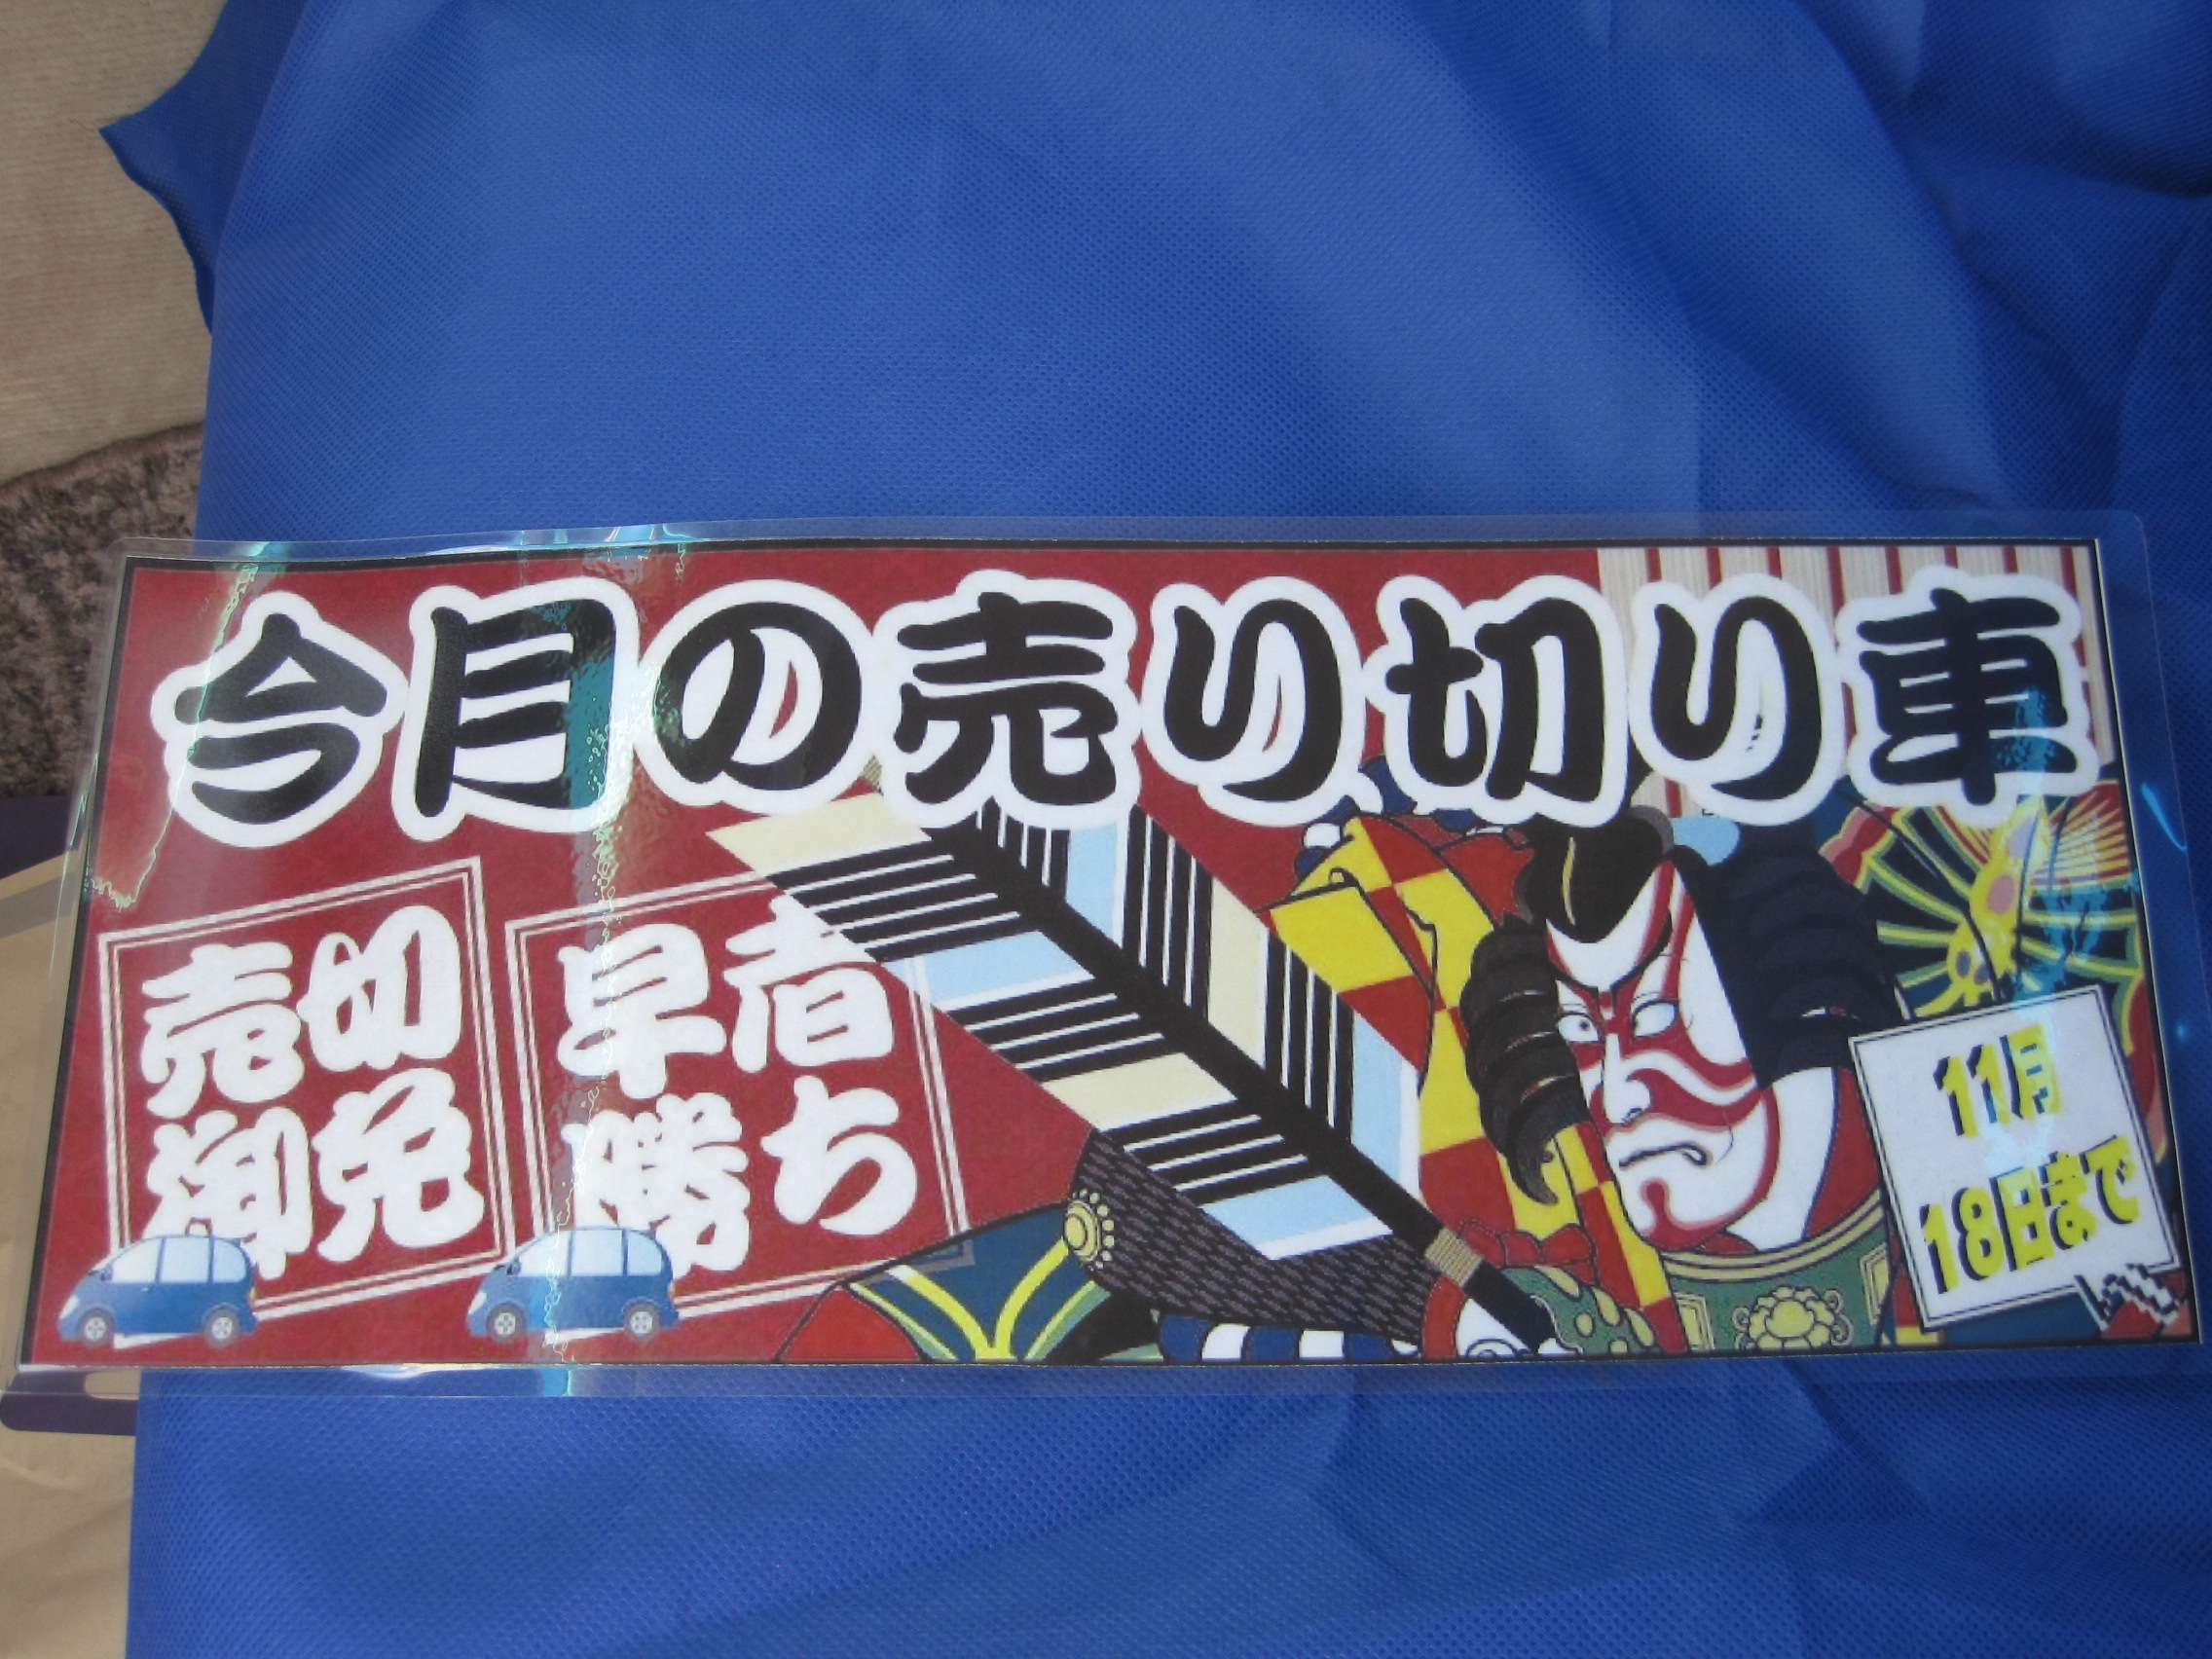 今月の売り切り車
売切
御免
早者
勝ち
11月
18日まで